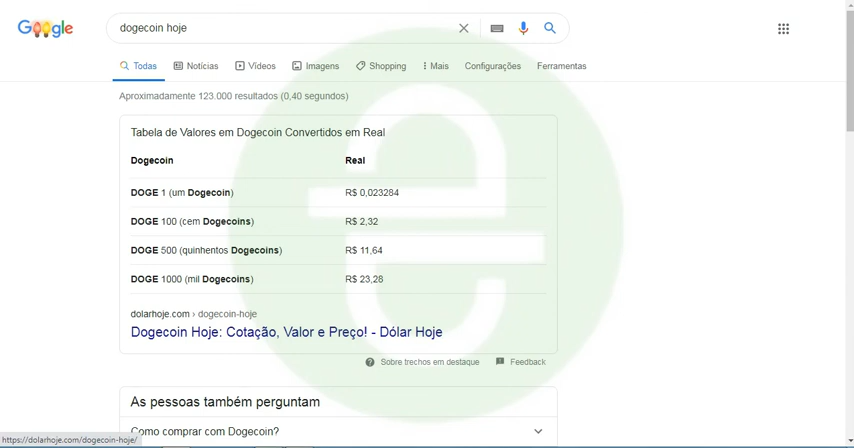 Google
dogecoin hoje
Todas Notícias Vídeos Imagens Shopping Mais Configurações Ferramentas
Aproximadamente 123.000 resultados (0,40 segundos)
Tabela de Valores em Dogecoin Convertidos em Real
Dogecoin Real
DOGE 1 (um Dogecoin) R$ 0,023284
DOGE 100 (cem Dogecoins) R$ 2,32
DOGE 500 (quinhentos Dogecoins) R$ 11,64
DOGE 1000 (mil Dogecoins) R$ 23,28
dolarhoje.com › dogecoin-hoje
Dogecoin Hoje: Cotação, Valor e Preço! - Dólar Hoje
Sobre trechos em destaque Feedback
As pessoas também perguntam
Como comprar com Dogecoin?
https://dolarhoje.com/dogecoin-hoje/